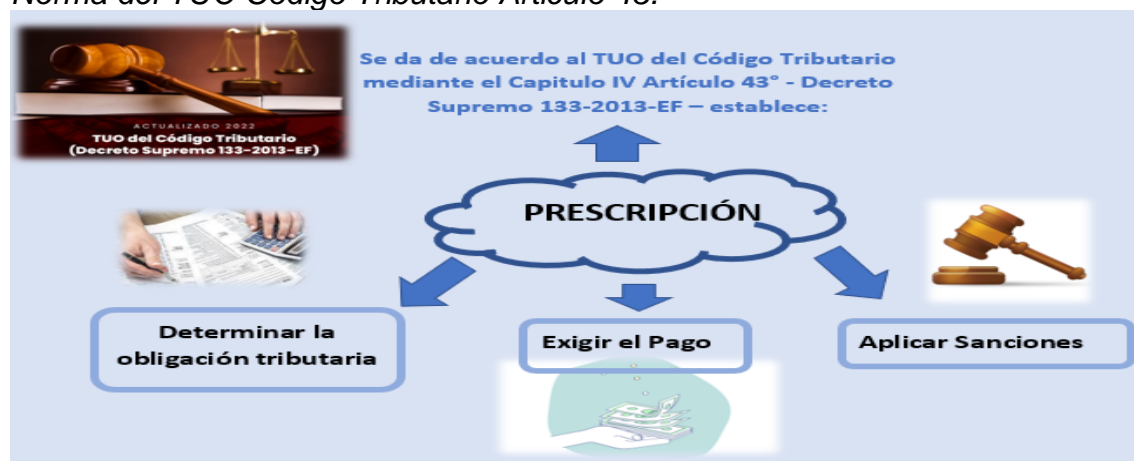 Norma del TUO Código Tributario Artículo 43.
Se da de acuerdo al TUO del Código Tributario
mediante el Capitulo IV Artículo 43° - Decreto
Supremo 133-2013-EF – establece:
ACTUALIZADO 2022
TUO del Código Tributario
(Decreto Supremo 133-2013-EF)
PRESCRIPCIÓN
Determinar la
obligación tributaria
Exigir el Pago
Aplicar Sanciones